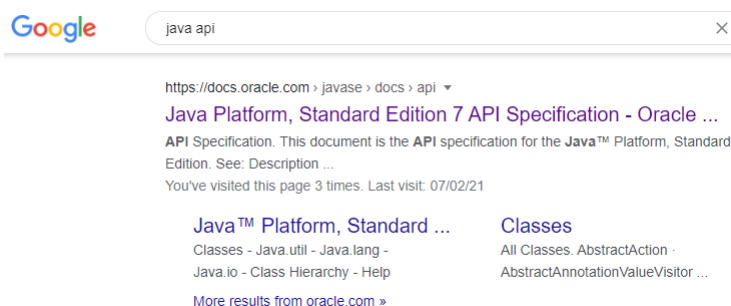 Google
java api
https://docs.oracle.com › javase › docs › api
Java Platform, Standard Edition 7 API Specification - Oracle ...
API Specification. This document is the API specification for the Java™ Platform, Standard
Edition. See: Description ...
You've visited this page 3 times. Last visit: 07/02/21
Java™ Platform, Standard ...
Classes - Java.util - Java.lang -
Java.io - Class Hierarchy - Help
Classes
All Classes. AbstractAction ·
AbstractAnnotationValueVisitor ...
More results from oracle.com »